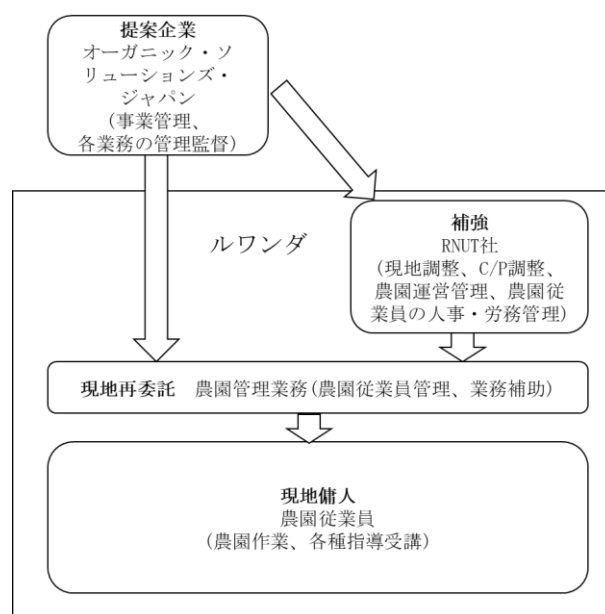 提案企業
オーガニック・ソ
リューションズ・
ジャパン
(事業管理、
各業務の管理監督)
ルワンダ
補強
RNUT社
(現地調整、C/P調整、
農園運営管理、農園従
業員の人事・労務管理)
現地再委託　農園管理業務(農園従業員管理、業務補助)
現地傭人
農園従業員
(農園作業、各種指導受講)